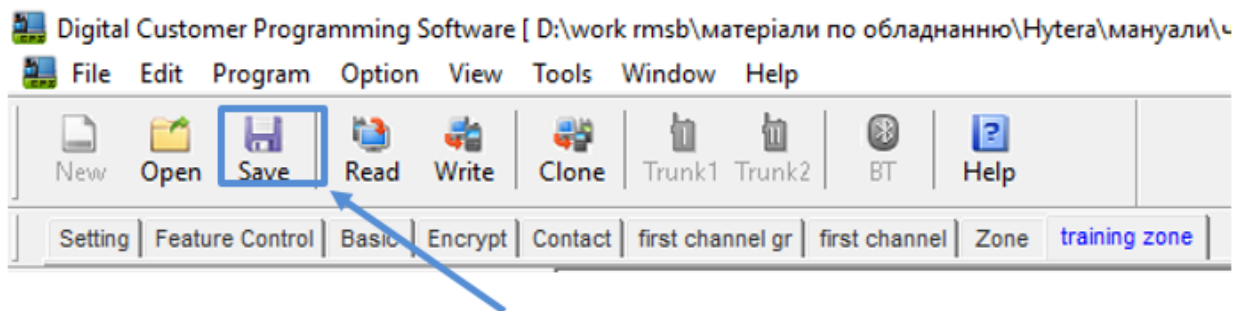 Digital Customer Programming Software [ D:\work rmsb\матеріали по обладнанню\Hytera\мануали\ч
File Edit Program Option View Tools Window Help
New Open Save Read Write Clone Trunk1 Trunk2 BT Help
Setting Feature Control Basic Encrypt Contact first channel gr first channel Zone training zone